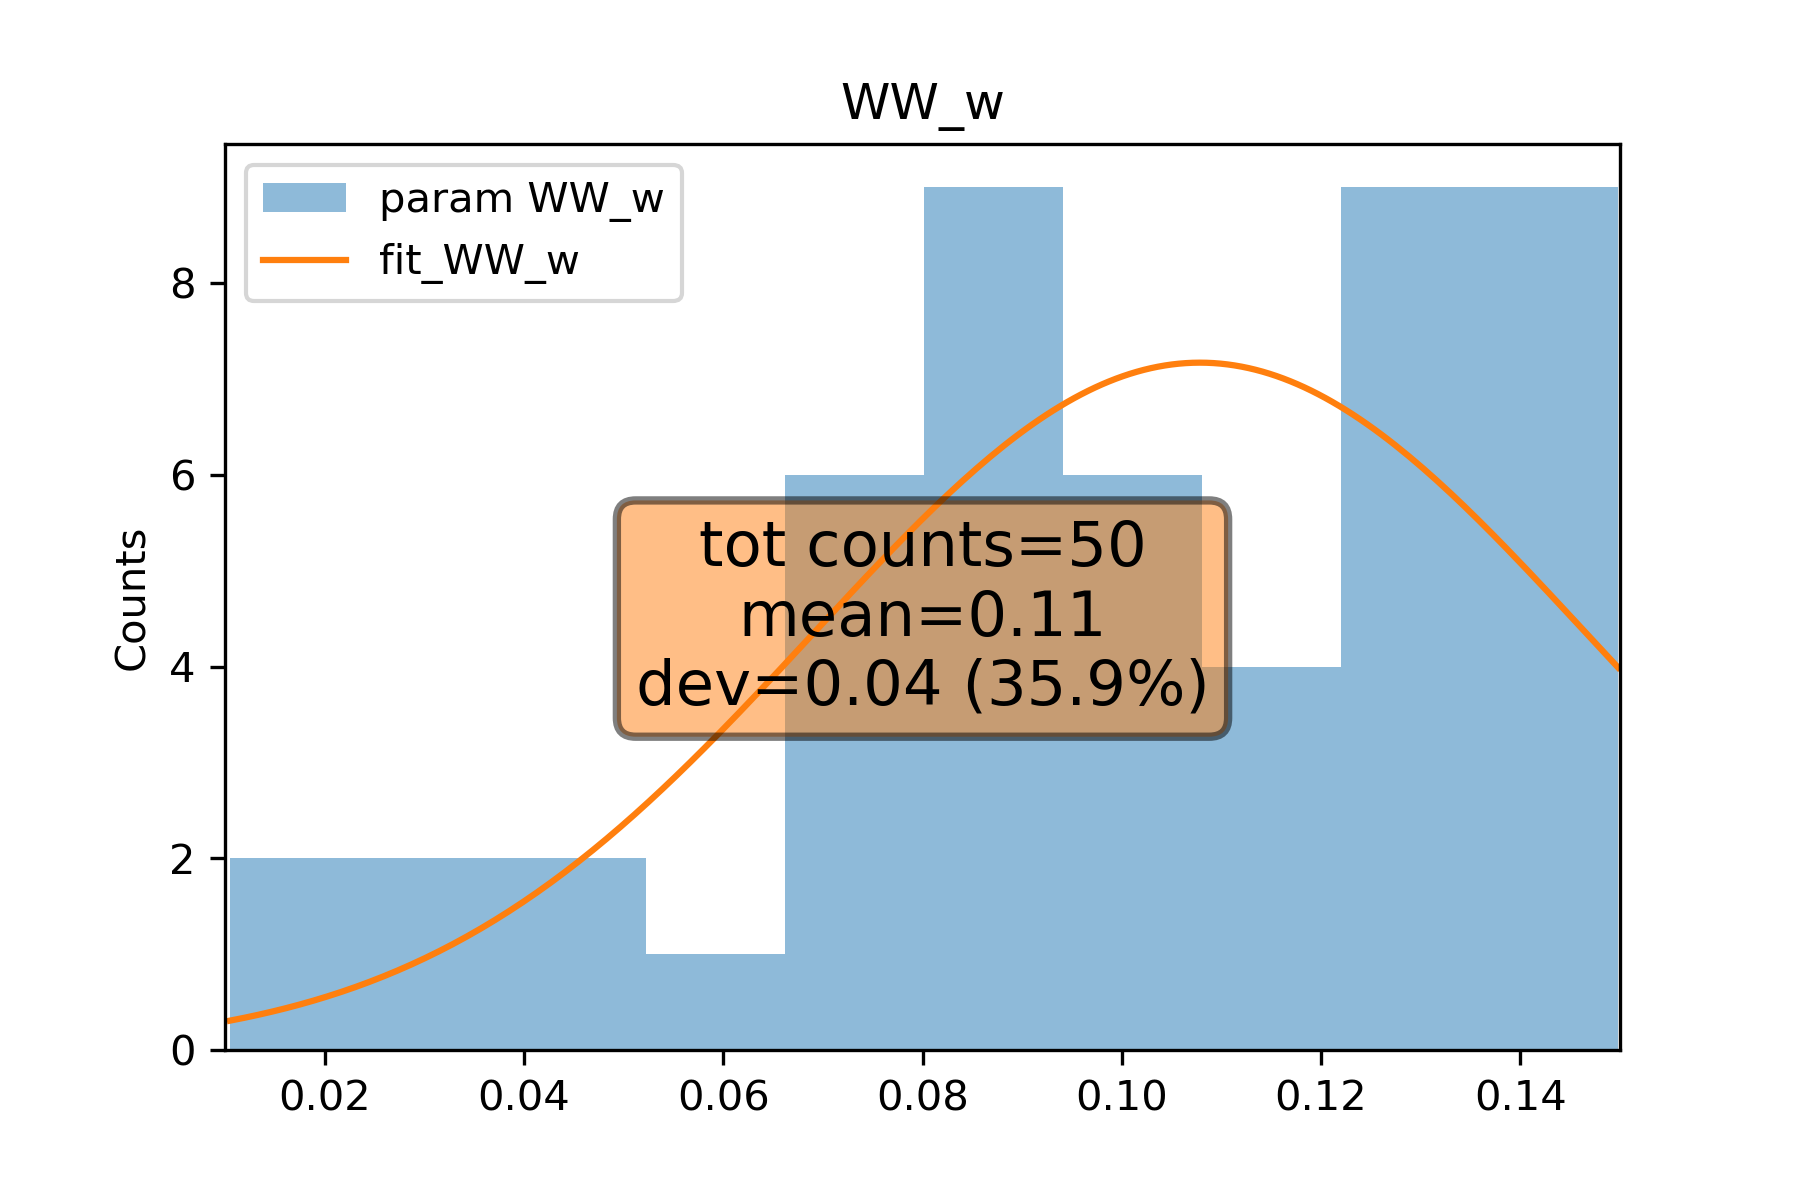 WW_w
param WW_w
fit_WW_w
8
6
4
2
0
Counts
tot counts=50
mean=0.11
dev=0.04 (35.9%)
0.02 0.04 0.06 0.08 0.10 0.12 0.14